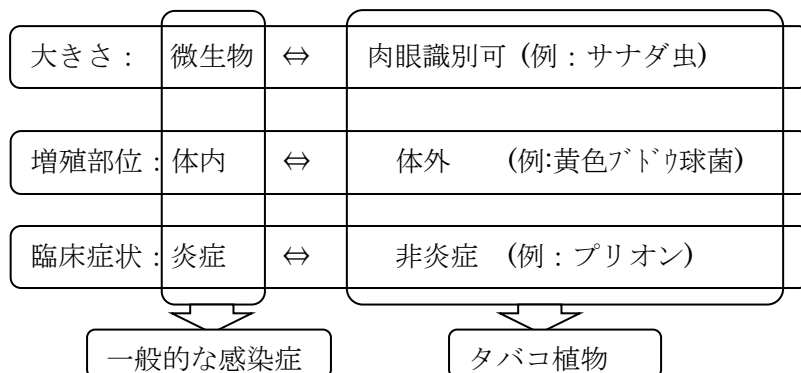 大きさ： 微生物 ⇔ 肉眼識別可 (例：サナダ虫)
増殖部位：体内 ⇔ 体外 (例:黄色ﾌﾞﾄﾞｳ球菌)
臨床症状：炎症 ⇔ 非炎症 (例：プリオン)
一般的な感染症 タバコ植物